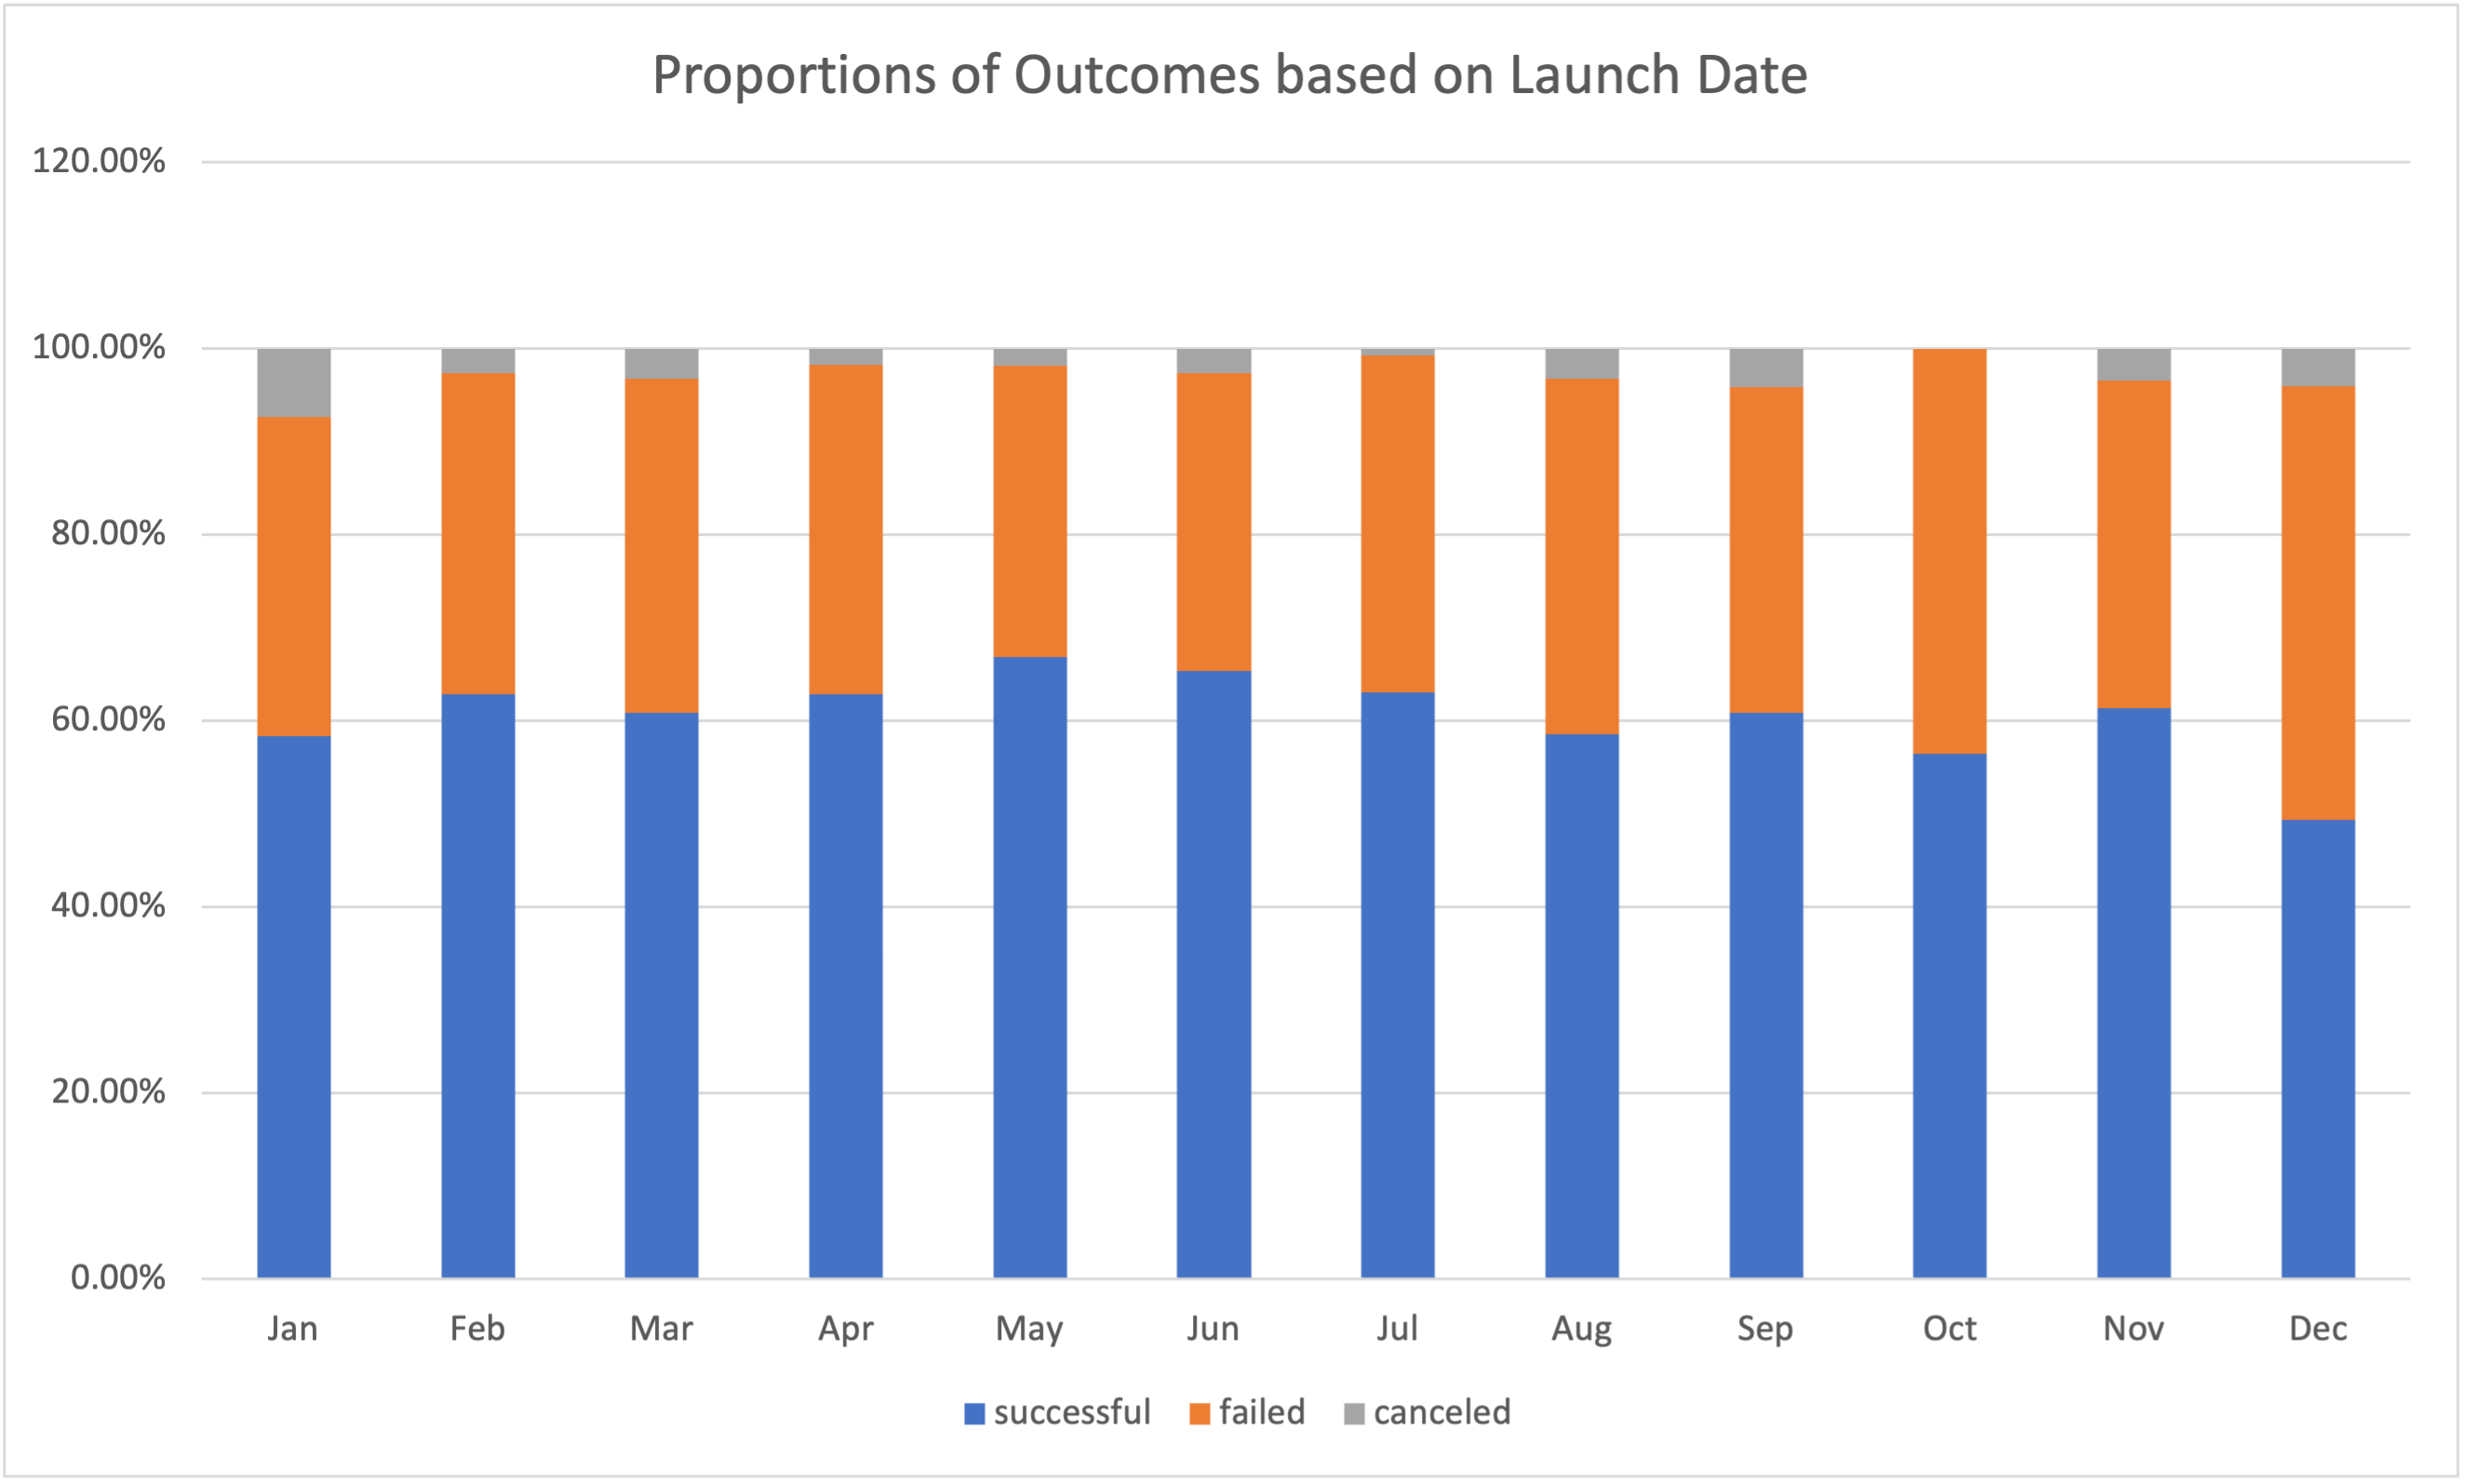 Proportions of Outcomes based on Launch Date
120.00%
100.00%
80.00%
60.00%
40.00%
20.00%
0.00%
Jan Feb Mar Apr May Jun Jul Aug Sep Oct Nov Dec
successful failed canceled